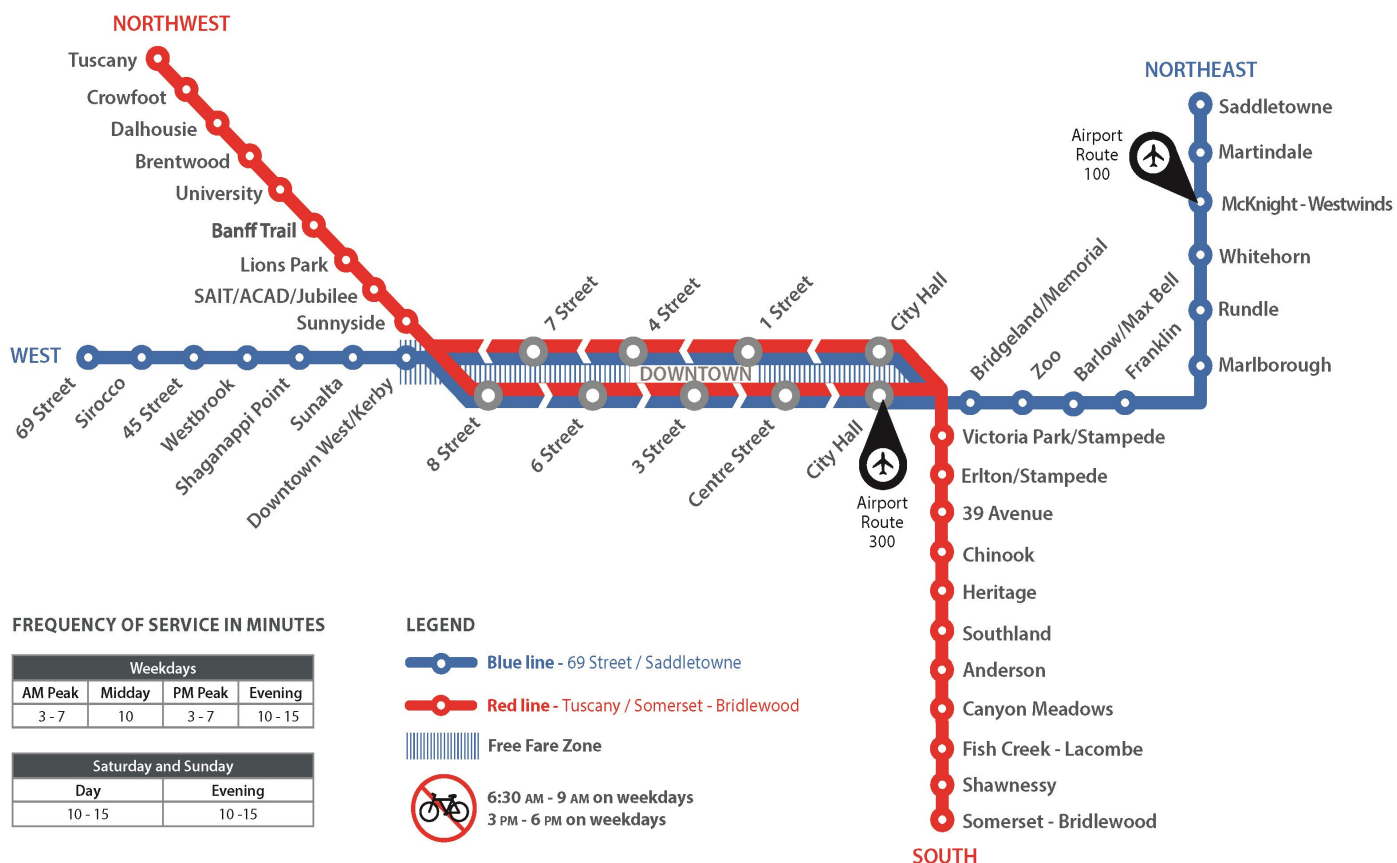 NORTHWEST
Tuscany
Crowfoot
Dalhousie
Brentwood
University
Banff Trail
Lions Park
SAIT/ACAD/Jubilee
Sunnyside
WEST
69 Street
Sirocco
45 Street
Westbrook
Shaganappi Point
Sunalta
Downtown West/Kerby
7 Street
4 Street
1 Street
City Hall
DOWNTOWN
8 Street
6 Street
3 Street
Centre Street
City Hall
Airport
Route
300
Bridgeland/Memorial
Zoo
Barlow/Max Bell
Franklin
NORTHEAST
Saddletowne
Martindale
Airport
Route
100
McKnight - Westwinds
Whitehorn
Rundle
Marlborough
Victoria Park/Stampede
Erlton/Stampede
39 Avenue
Chinook
Heritage
Southland
Anderson
Canyon Meadows
Fish Creek - Lacombe
Shawnessy
Somerset - Bridlewood
SOUTH
FREQUENCY OF SERVICE IN MINUTES
Weekdays
AM Peak Midday PM Peak Evening
3 - 7 10 3 - 7 10 - 15
Saturday and Sunday
Day Evening
10 - 15 10 -15
LEGEND
Blue line - 69 Street / Saddletowne
Red line - Tuscany / Somerset - Bridlewood
Free Fare Zone
6:30 AM - 9 AM on weekdays
3 PM - 6 PM on weekdays